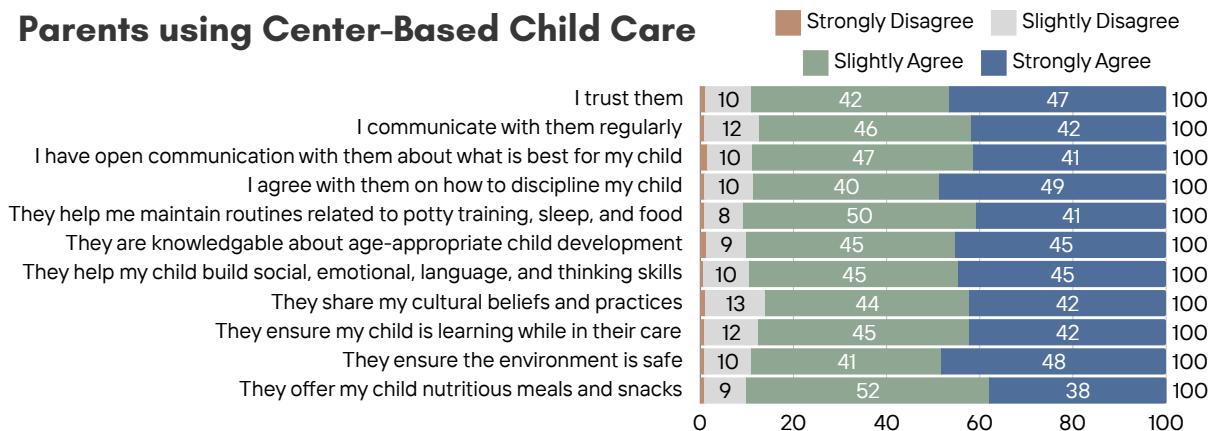 Parents using Center-Based Child Care
Strongly Disagree Slightly Disagree
Slightly Agree Strongly Agree
I trust them 10 42 47 100
I communicate with them regularly 12 46 42 100
I have open communication with them about what is best for my child 10 47 41 100
I agree with them on how to discipline my child 10 40 49 100
They help me maintain routines related to potty training, sleep, and food 8 50 41 100
They are knowledgable about age-appropriate child development 9 45 45 100
They help my child build social, emotional, language, and thinking skills 10 45 45 100
They share my cultural beliefs and practices 13 44 42 100
They ensure my child is learning while in their care 12 45 42 100
They ensure the environment is safe 10 41 48 100
They offer my child nutritious meals and snacks 9 52 38 100
0 20 40 60 80 100